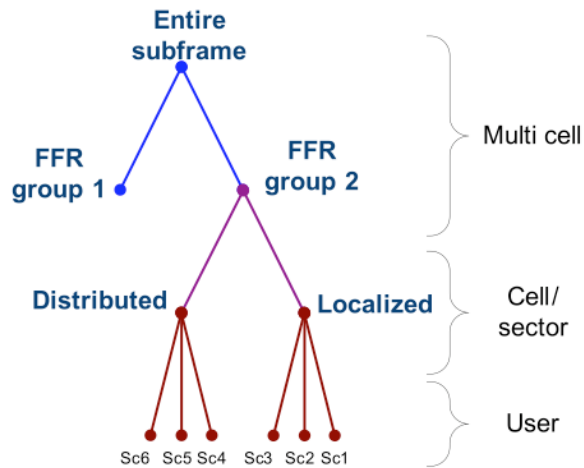 Entire
subframe
Multi cell
FFR
group 1
FFR
group 2
Distributed
Localized
Cell/
sector
Sc6 Sc5 Sc4 Sc3 Sc2 Sc1
User